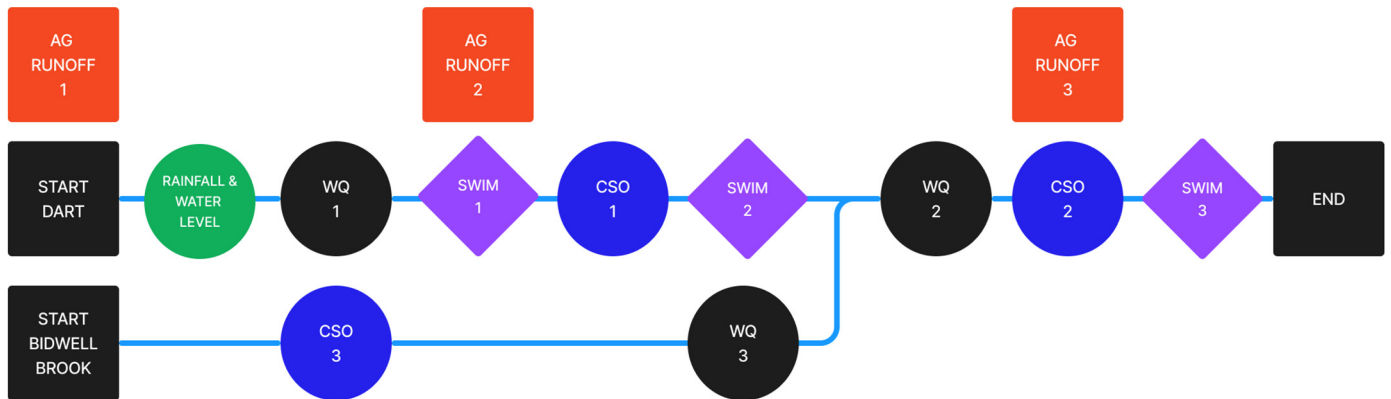 AG
RUNOFF
1
AG
RUNOFF
2
AG
RUNOFF
3
START
DART
RAINFALL &
WATER
LEVEL
WQ
1
SWIM
1
CSO
1
SWIM
2
WQ
2
CSO
2
SWIM
3
END
START
BIDWELL
BROOK
CSO
3
WQ
3